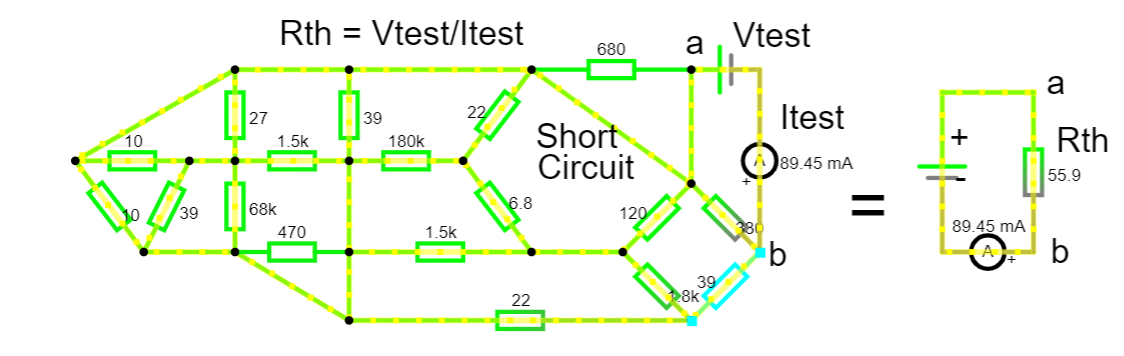 Rth = Vtest/Itest
680
a
Vtest
a
27
39
22
Itest
10
1.5k
180k
Short
Circuit
+
Rth
A
89.45 mA
=
-
55.9
+
10
39
68k
6.8
120
380
470
1.5k
89.45 mA
b
A
+
b
39
1.8k
22